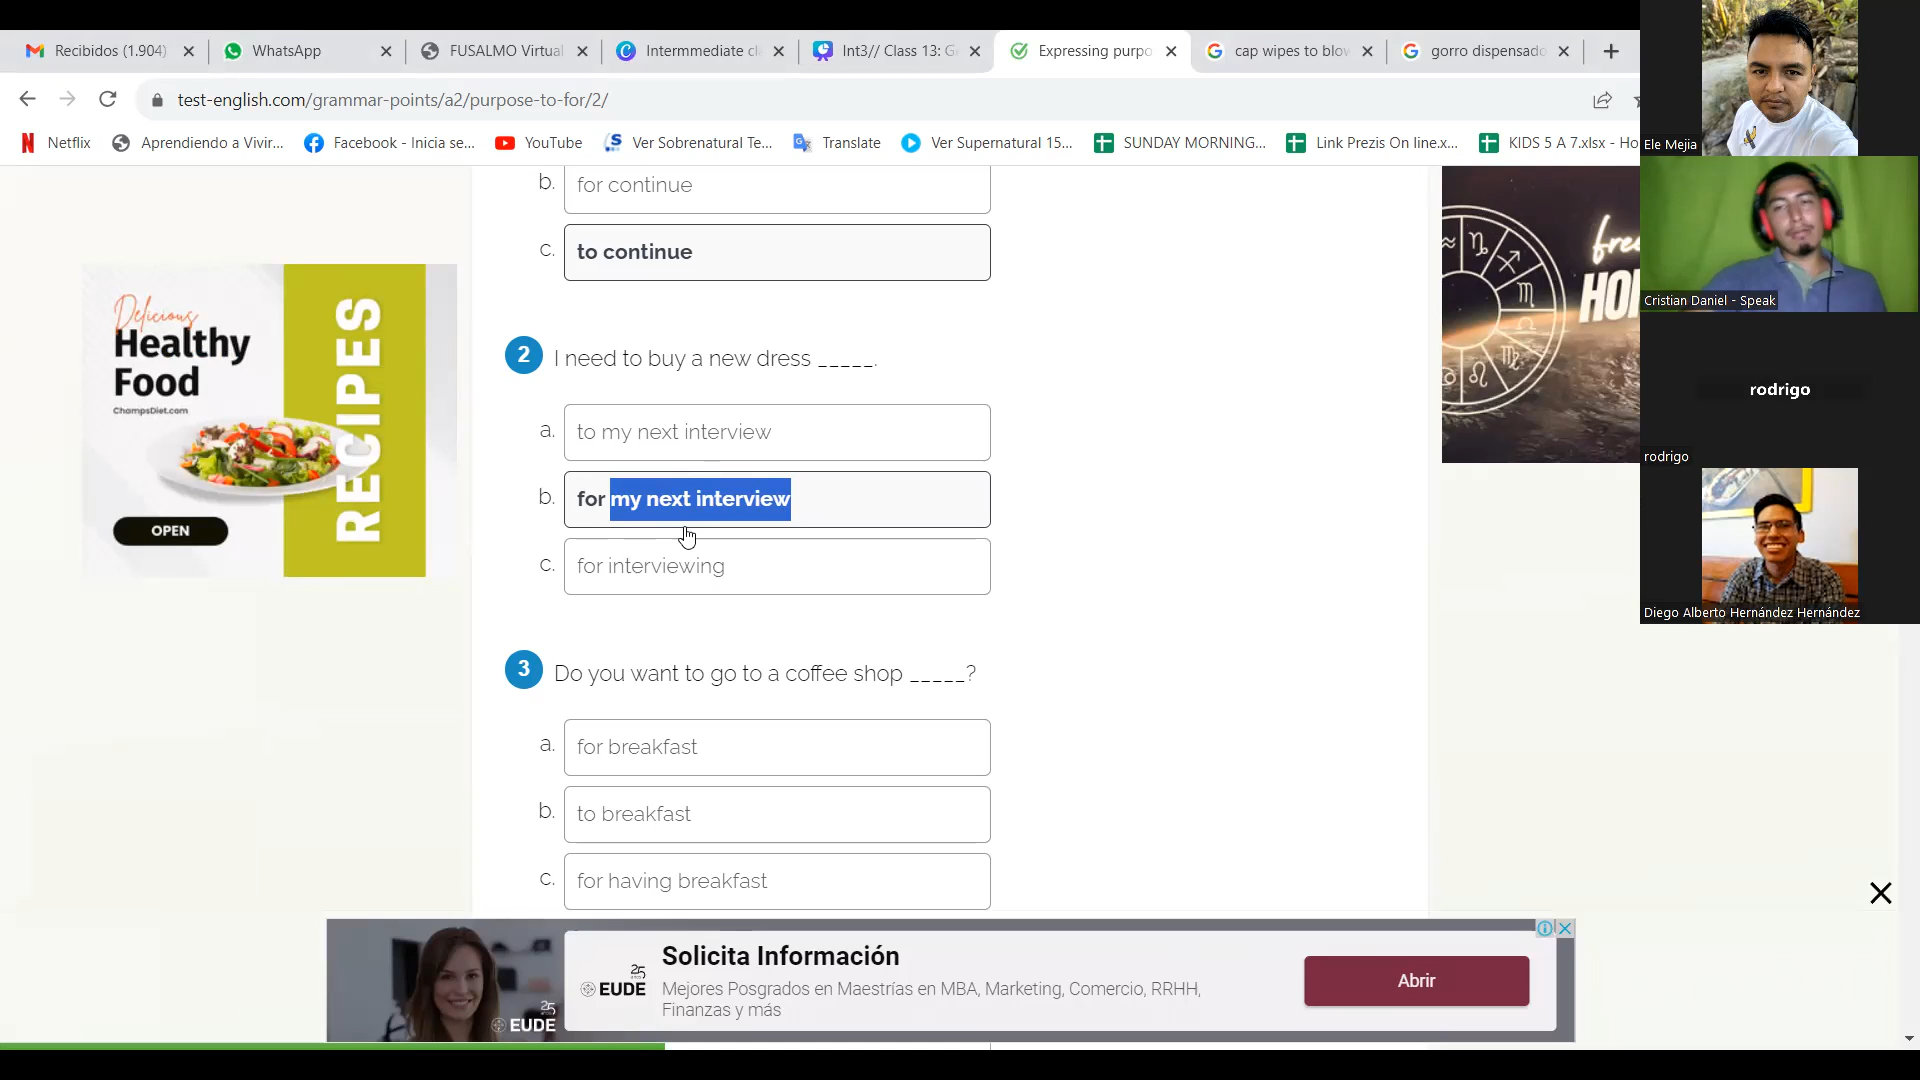 Recibidos (1.904)
WhatsApp
FUSALMO Virtual
Intermmediate cl
Int3// Class 13: G
Expressing purpo
cap wipes to blow
gorro dispensado
test-english.com/grammar-points/a2/purpose-to-for/2/
Netflix
Aprendiendo a Vivir...
Facebook - Inicia se...
YouTube
Ver Sobrenatural Te...
Translate
Ver Supernatural 15...
SUNDAY MORNING...
Link Prezis On line.x...
KIDS 5 A 7.xlsx - Ho
Ele Mejia
b. for continue
c. to continue
2 I need to buy a new dress _____.
a. to my next interview
b. for my next interview
c. for interviewing
3 Do you want to go to a coffee shop _____?
a. for breakfast
b. to breakfast
c. for having breakfast
Delicious
Healthy
Food
ChampsDiet.com
OPEN
RECIPES
free
HO
Cristian Daniel - Speak
rodrigo
rodrigo
Diego Alberto Hernández Hernández
25
EUDE
25
EUDE
Solicita Información
Mejores Posgrados en Maestrías en MBA, Marketing, Comercio, RRHH,
Finanzas y más
Abrir